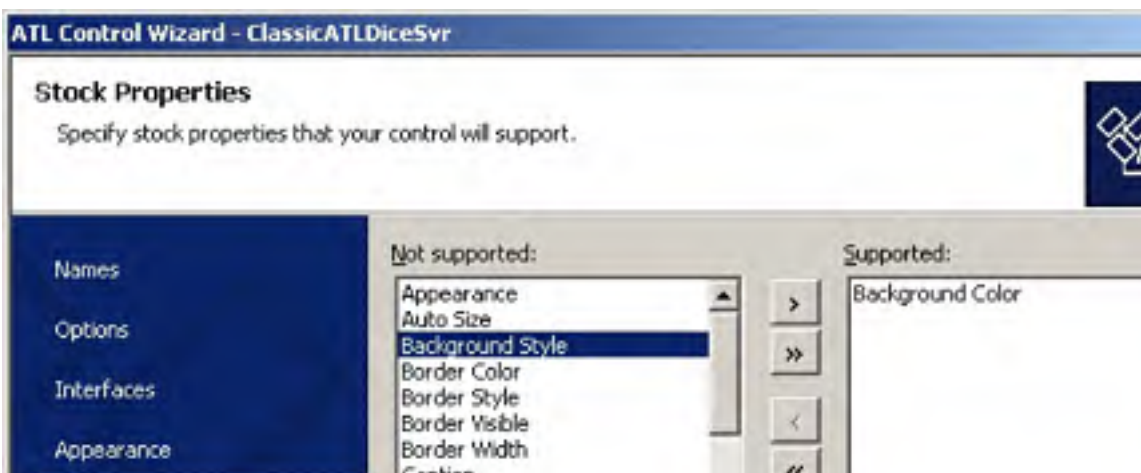 ATL Control Wizard - ClassicATLDiceSvr
Stock Properties
Specify stock properties that your control will support.
Names
Options
Interfaces
Appearance
Not supported:
Appearance
Auto Size
Background Style
Border Color
Border Style
Border Visible
Border Width
Caption
>
>>
<
<<
Supported:
Background Color